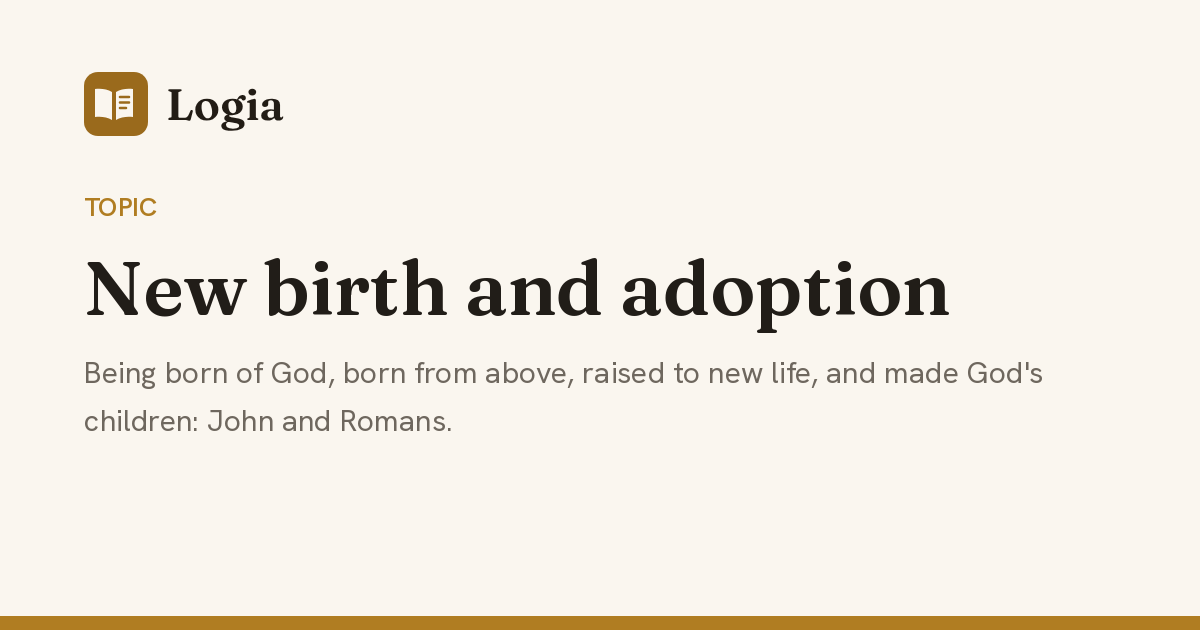 Logia
TOPIC
New birth and adoption
Being born of God, born from above, raised to new life, and made God's
children: John and Romans.